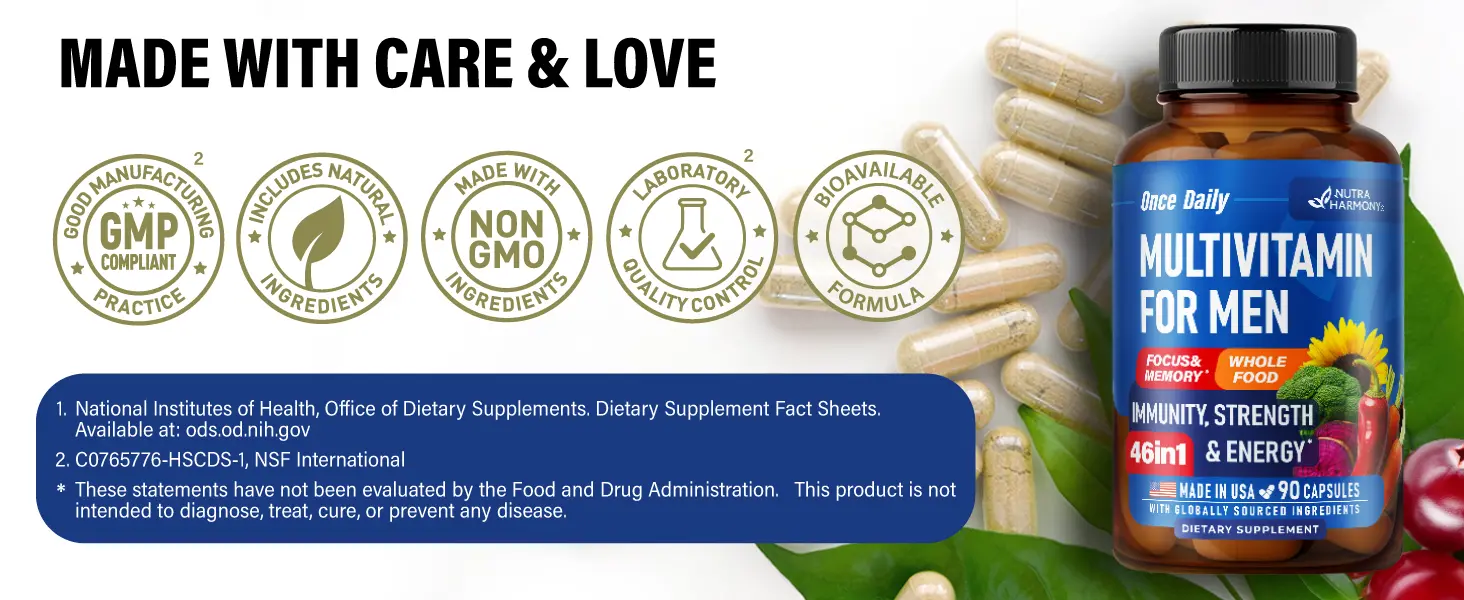 MADE WITH CARE & LOVE
GOOD MANUFACTURING
GMP
COMPLIANT
PRACTICE
2
INCLUDES NATURAL
INGREDIENTS
MADE WITH
NON
GMO
INGREDIENTS
LABORATORY
QUALITY CONTROL
2
BIOAVAILABLE
FORMULA
1. National Institutes of Health, Office of Dietary Supplements. Dietary Supplement Fact Sheets.
Available at: ods.od.nih.gov
2. C0765776-HSCDS-1, NSF International
* These statements have not been evaluated by the Food and Drug Administration. This product is not
intended to diagnose, treat, cure, or prevent any disease.
Once Daily
NUTRA
HARMONY
MULTIVITAMIN
FOR MEN
FOCUS&
MEMORY*
WHOLE
FOOD
IMMUNITY, STRENGTH
46in1 & ENERGY*
MADE IN USA 90 CAPSULES
WITH GLOBALLY SOURCED INGREDIENTS
DIETARY SUPPLEMENT